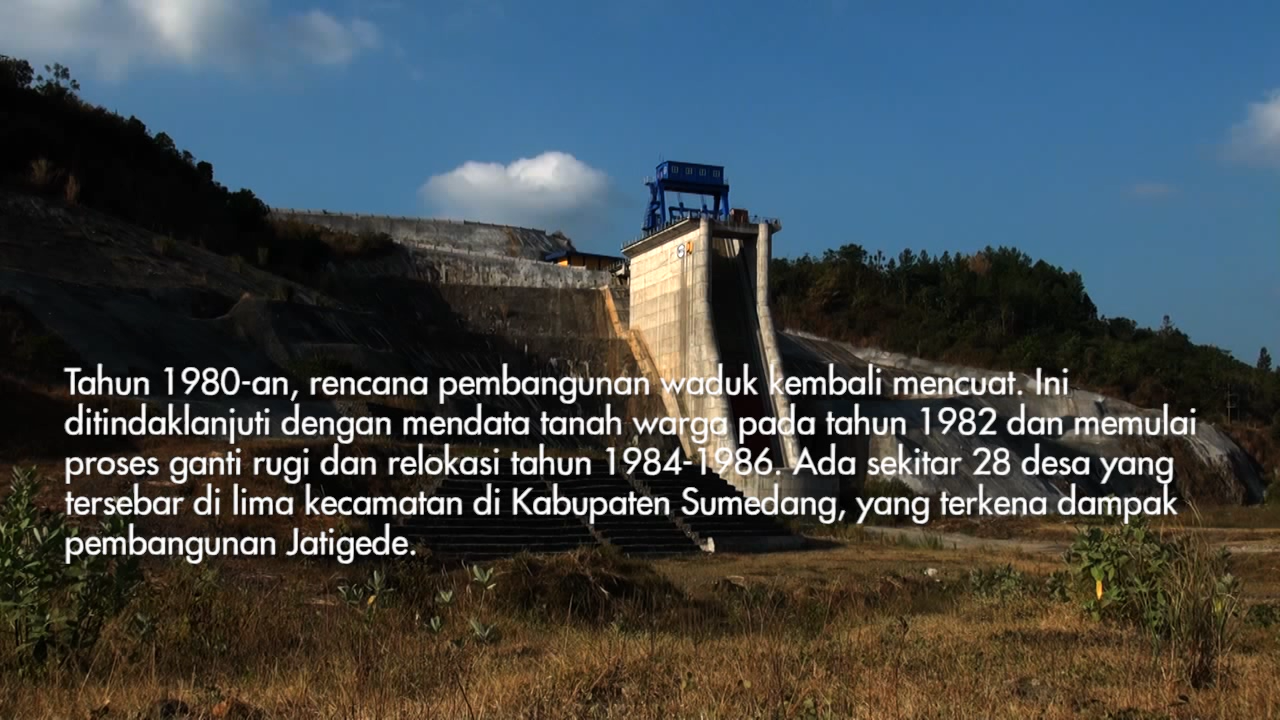 Tahun 1980-an, rencana pembangunan waduk kembali mencuat. Ini
ditindaklanjuti dengan mendata tanah warga pada tahun 1982 dan memulai
proses ganti rugi dan relokasi tahun 1984-1986. Ada sekitar 28 desa yang
tersebar di lima kecamatan di Kabupaten Sumedang, yang terkena dampak
pembangunan Jatigede.